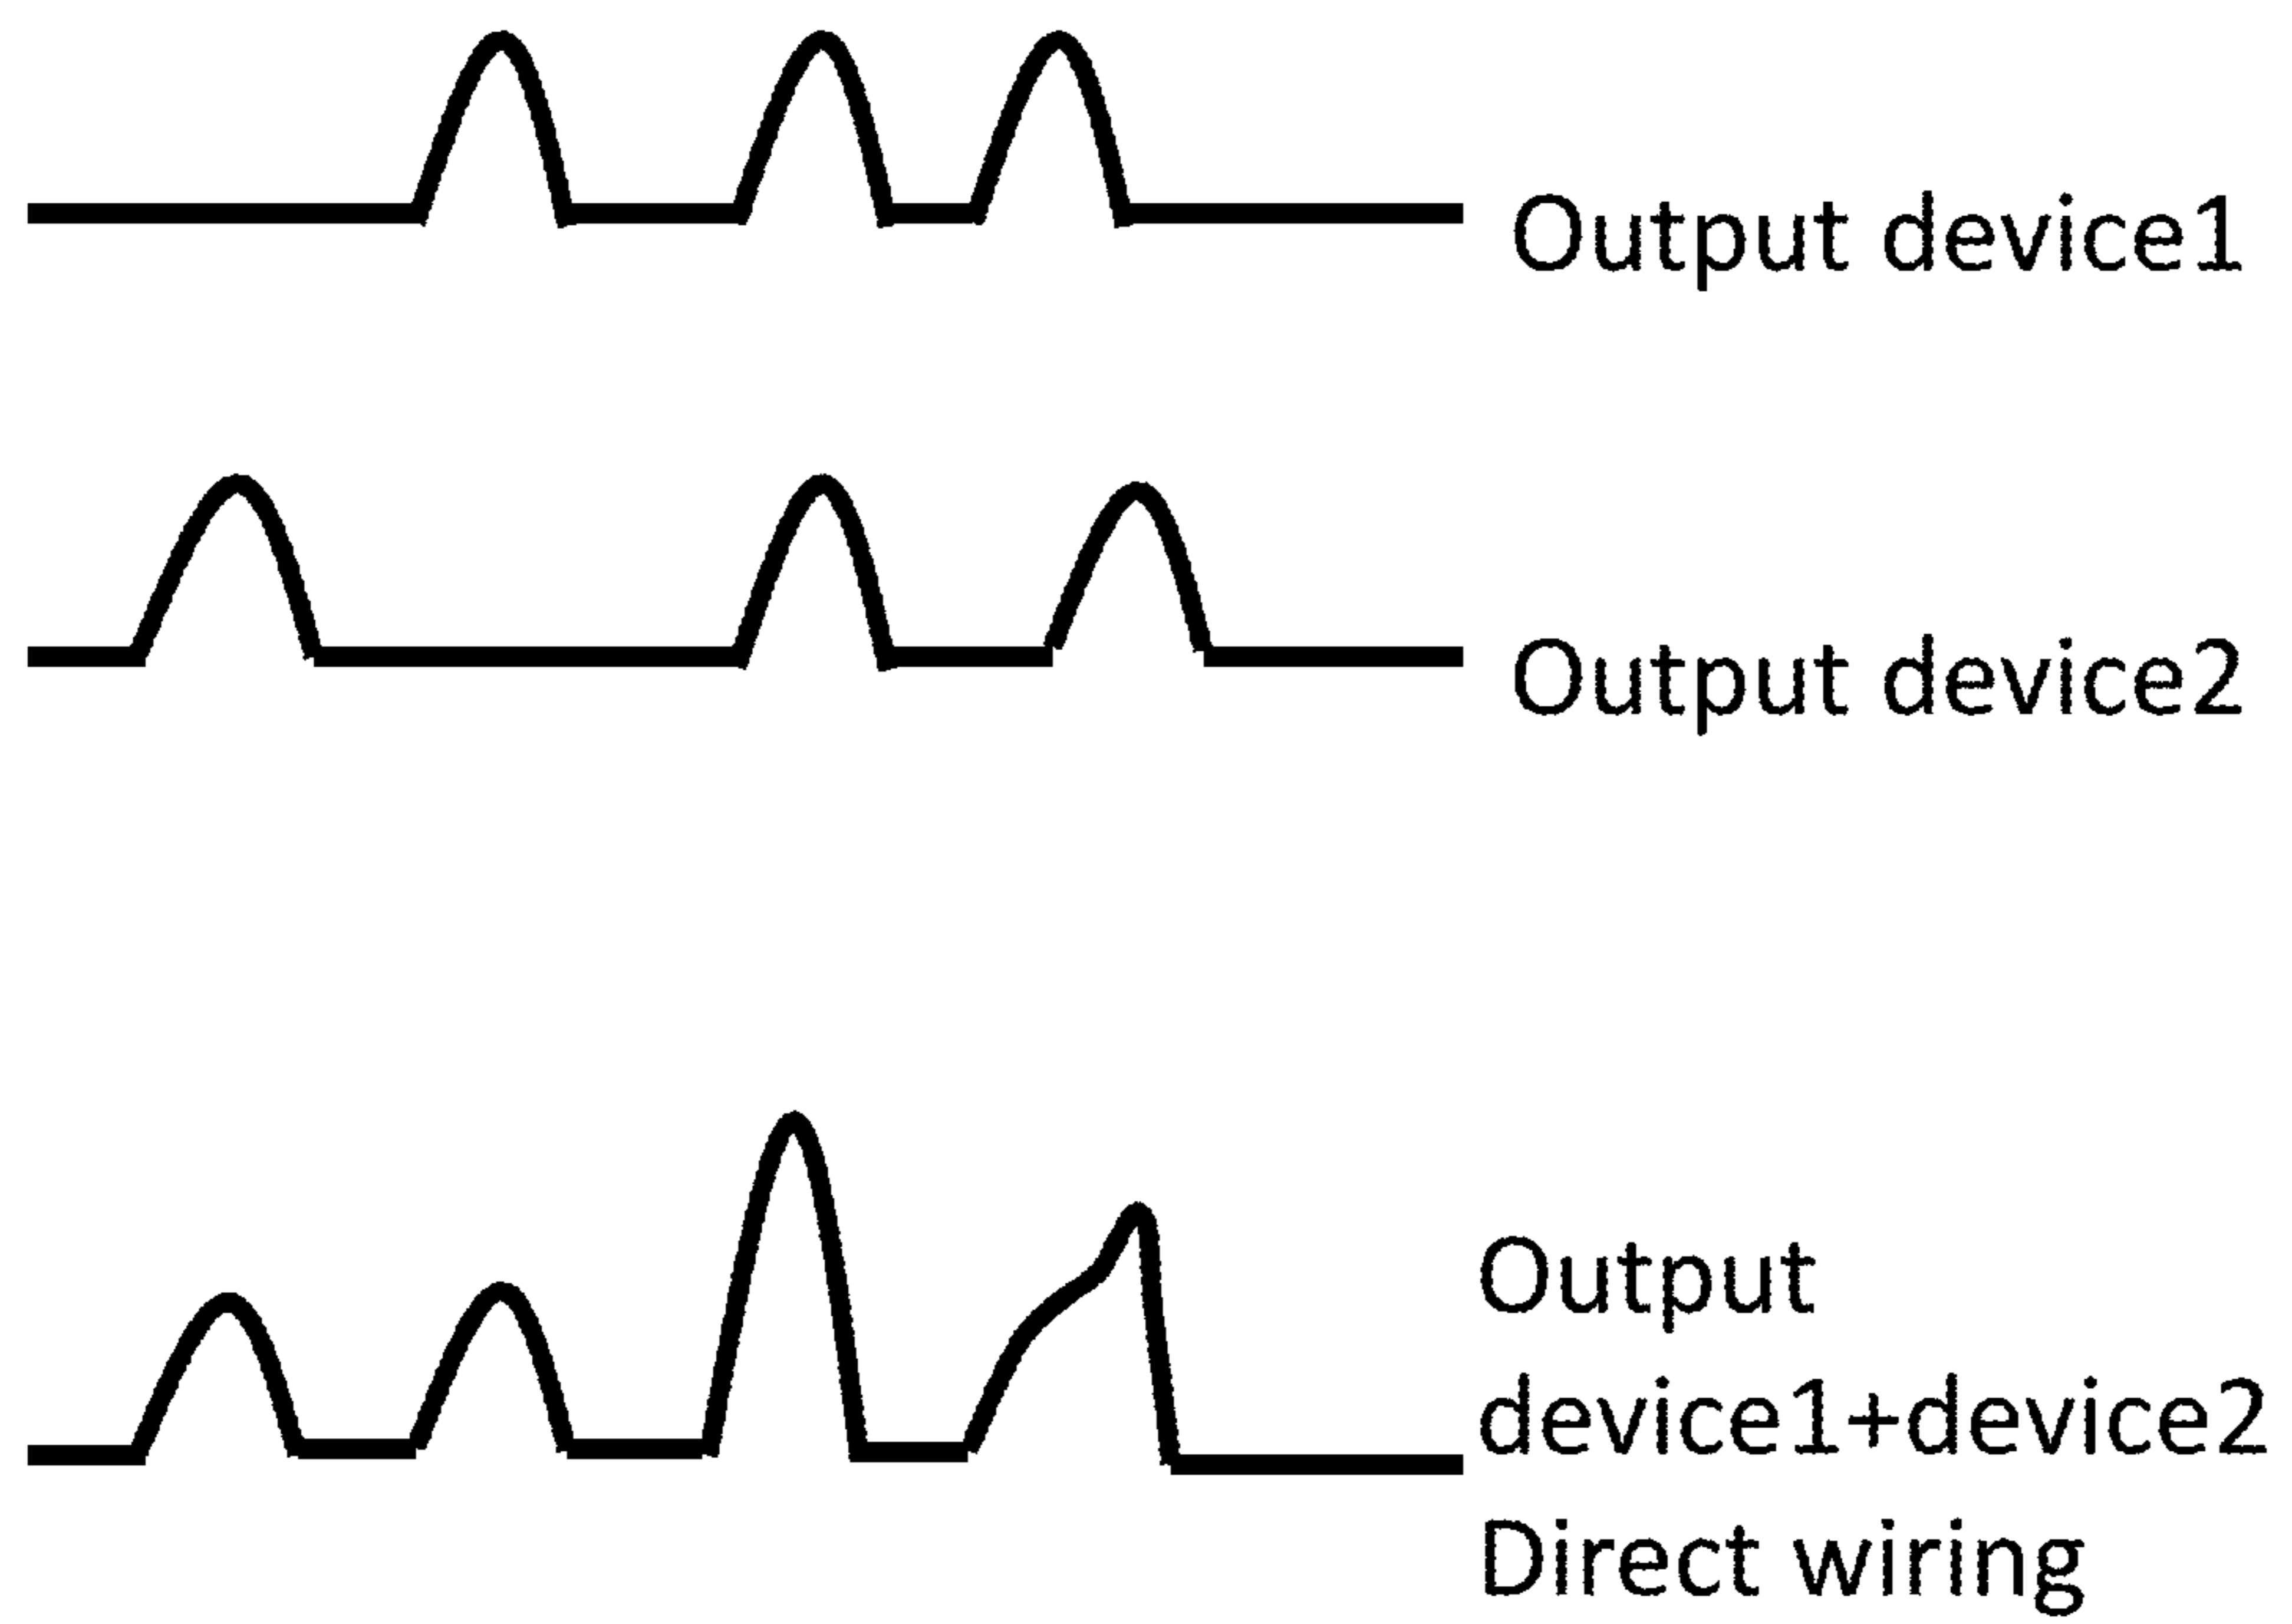 Output device1
Output device2
Output
device1+device2
Direct wiring